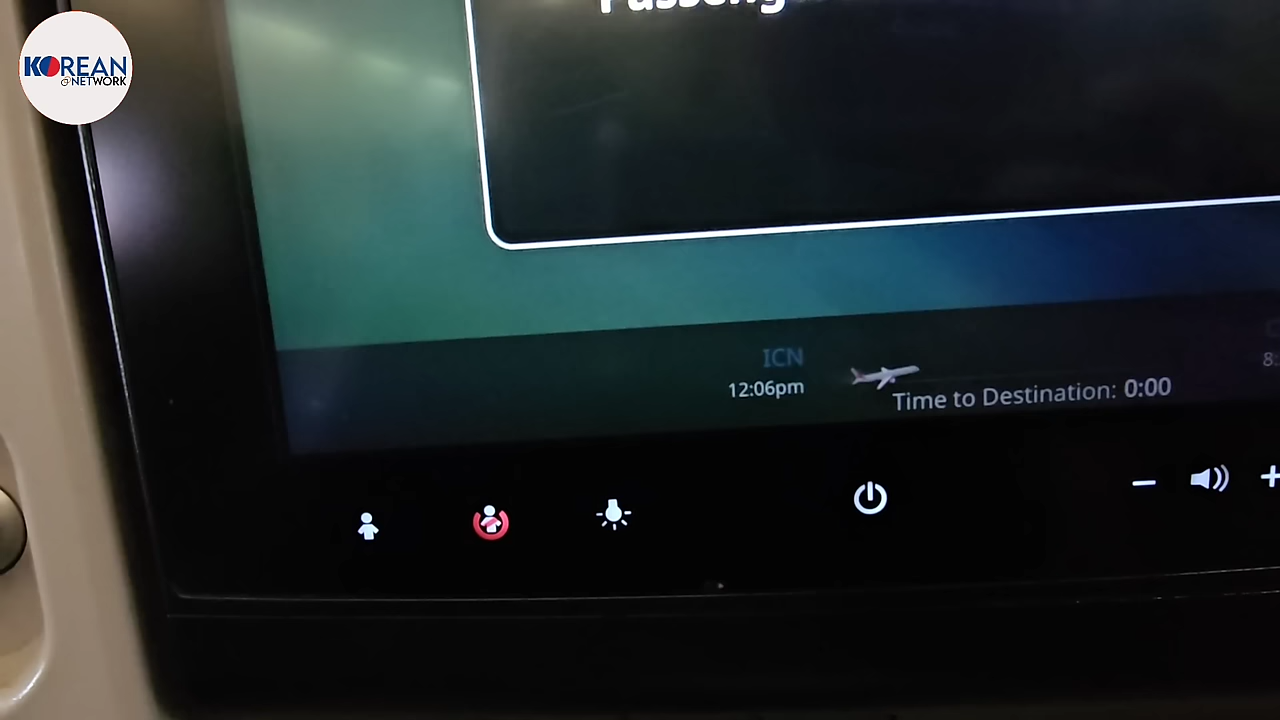 KOREAN
@NETWORK
ICN
12:06pm
Time to Destination: 0:00